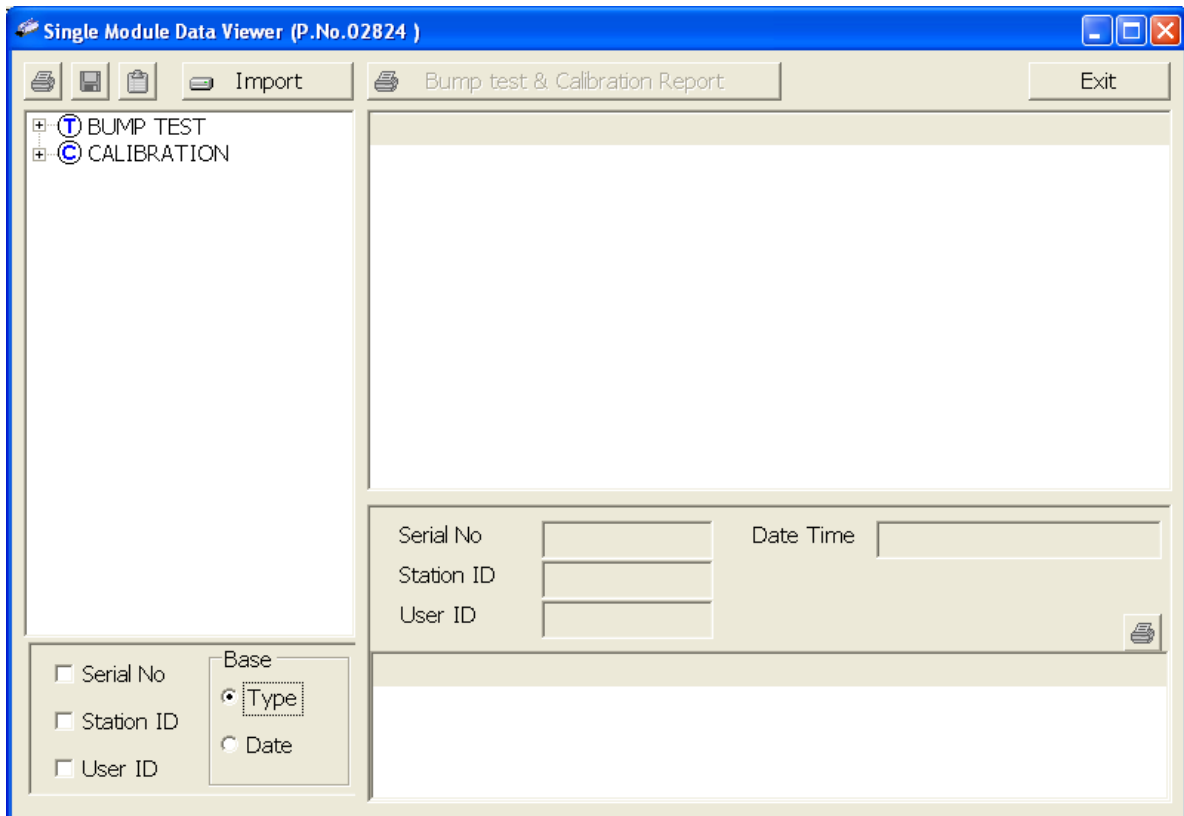 Single Module Data Viewer (P.No.02824 )
Import
Bump test & Calibration Report
Exit
T BUMP TEST
C CALIBRATION
Serial No
Date Time
Station ID
User ID
Serial No
Station ID
User ID
Base
Type
Date